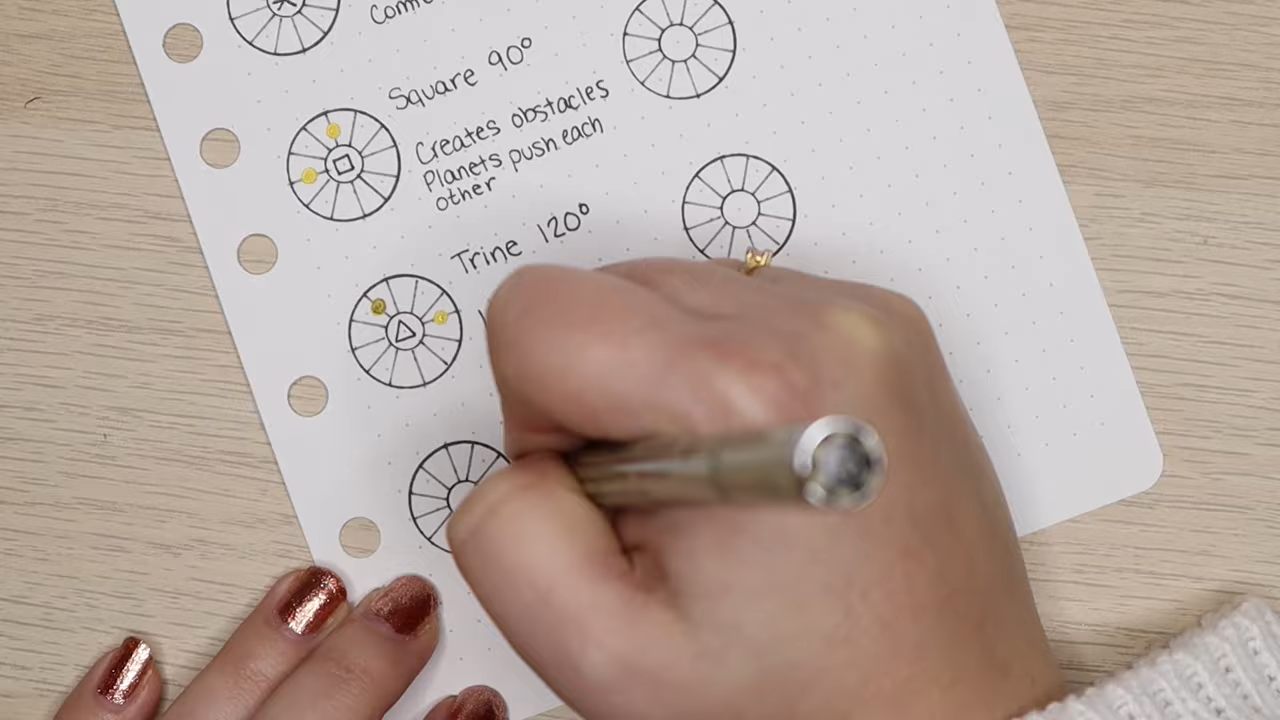 Square 90°
Creates obstacles
Planets push each
other
Trine 120°